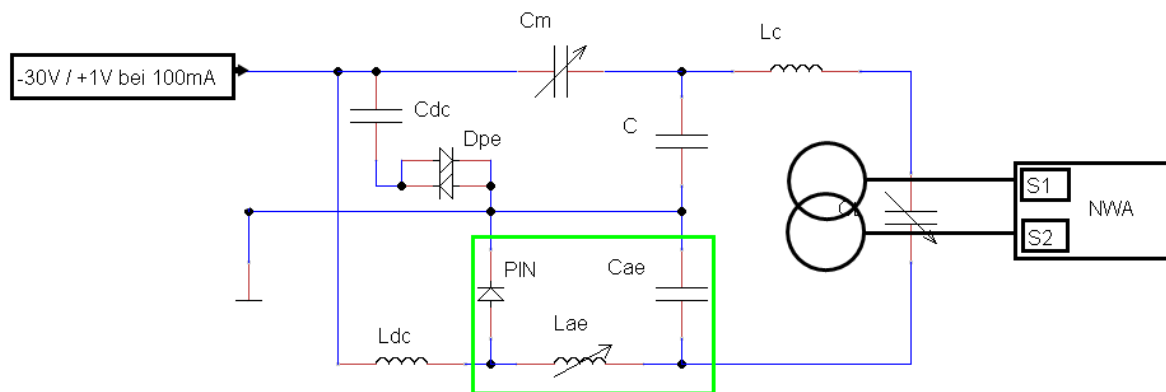 Cm
Lc
-30V / +1V bei 100mA
Cdc
Dpe
C
S1
NWA
S2
PIN
Cae
Ldc
Lae